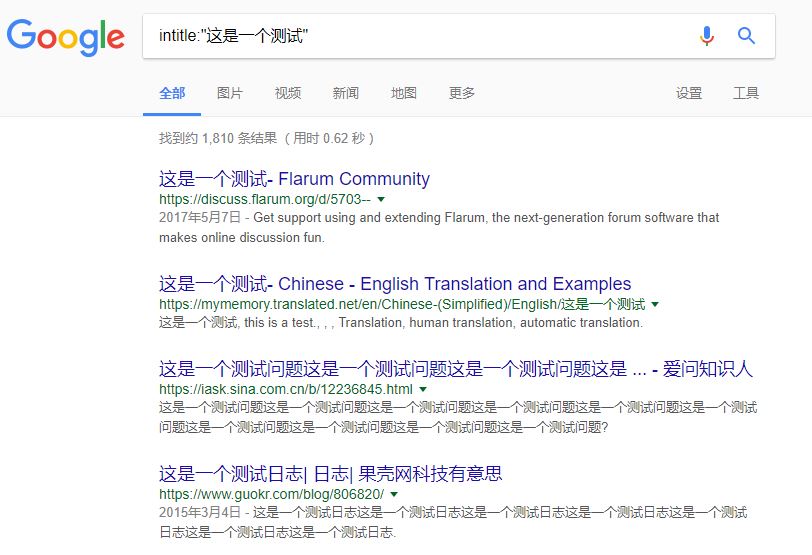 Google
intitle:"这是一个测试"
全部 图片 视频 新闻 地图 更多 设置 工具
找到约 1,810 条结果 （用时 0.62 秒）
这是一个测试- Flarum Community
https://discuss.flarum.org/d/5703--
2017年5月7日 - Get support using and extending Flarum, the next-generation forum software that
makes online discussion fun.
这是一个测试- Chinese - English Translation and Examples
https://mymemory.translated.net/en/Chinese-(Simplified)/English/这是一个测试
这是一个测试, this is a test., , , Translation, human translation, automatic translation.
这是一个测试问题这是一个测试问题这是一个测试问题这是 ... - 爱问知识人
https://iask.sina.com.cn/b/12236845.html
这是一个测试问题这是一个测试问题这是一个测试问题这是一个测试问题这是一个测试问题这是一个测试
问题这是一个测试问题这是一个测试问题这是一个测试问题这是一个测试问题?
这是一个测试日志| 日志| 果壳网科技有意思
https://www.guokr.com/blog/806820/
2015年3月4日 - 这是一个测试日志这是一个测试日志这是一个测试日志这是一个测试日志这是一个测试
日志这是一个测试日志这是一个测试日志.